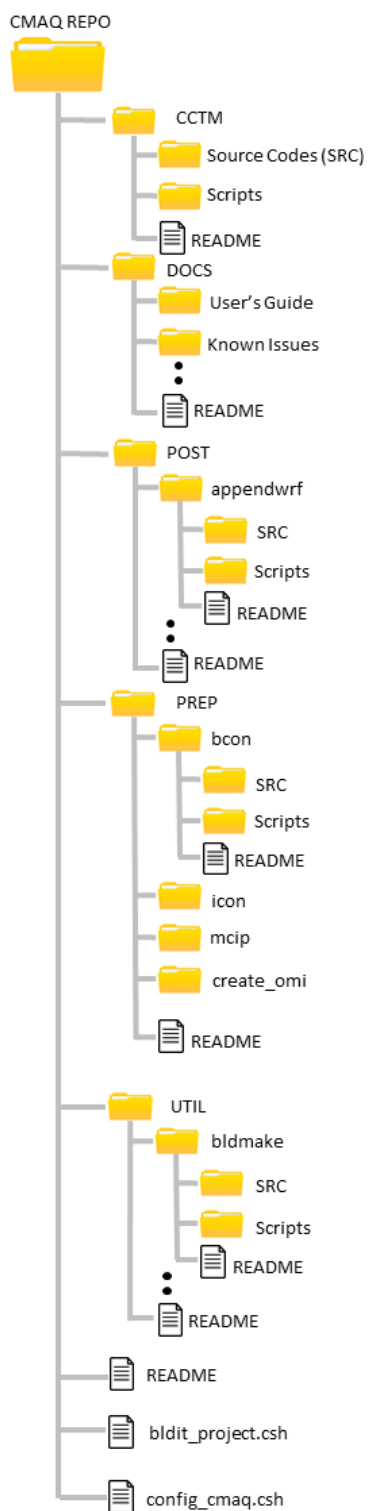 CMAQ REPO
CCTM
Source Codes (SRC)
Scripts
README
DOCS
User's Guide
Known Issues
README
POST
appendwrf
SRC
Scripts
README
README
PREP
bcon
SRC
Scripts
README
icon
mcip
create_omi
README
UTIL
bldmake
SRC
Scripts
README
README
README
bldit_project.csh
config_cmaq.csh